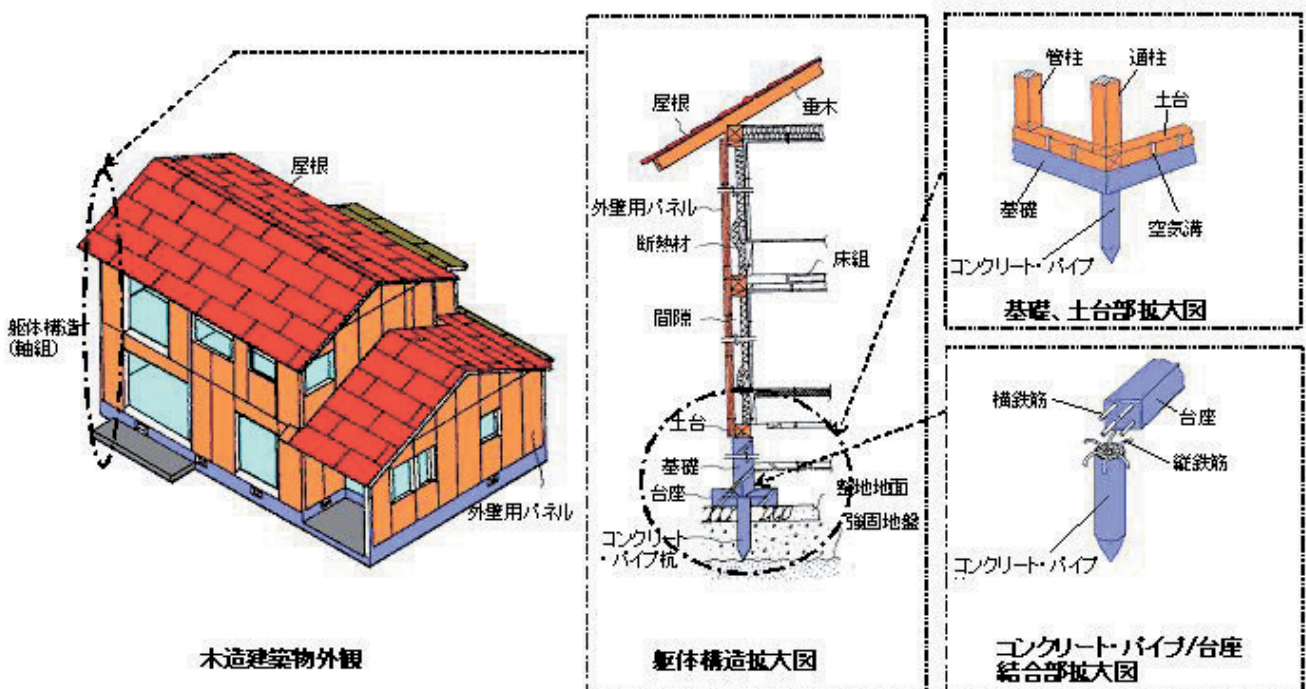 屋根
躯体構造
(軸組)
外壁用パネル
木造建築物外観
屋根
垂木
外壁用パネル
断熱材
床組
間隙
土台
基礎
台座
整地地面
強固地盤
コンクリート
・パイプ杭
躯体構造拡大図
管柱
通柱
土台
基礎
空気溝
コンクリート・パイプ
基礎、土台部拡大図
横鉄筋
台座
縦鉄筋
コンクリート・パイプ
コンクリート・パイプ/台座
結合部拡大図